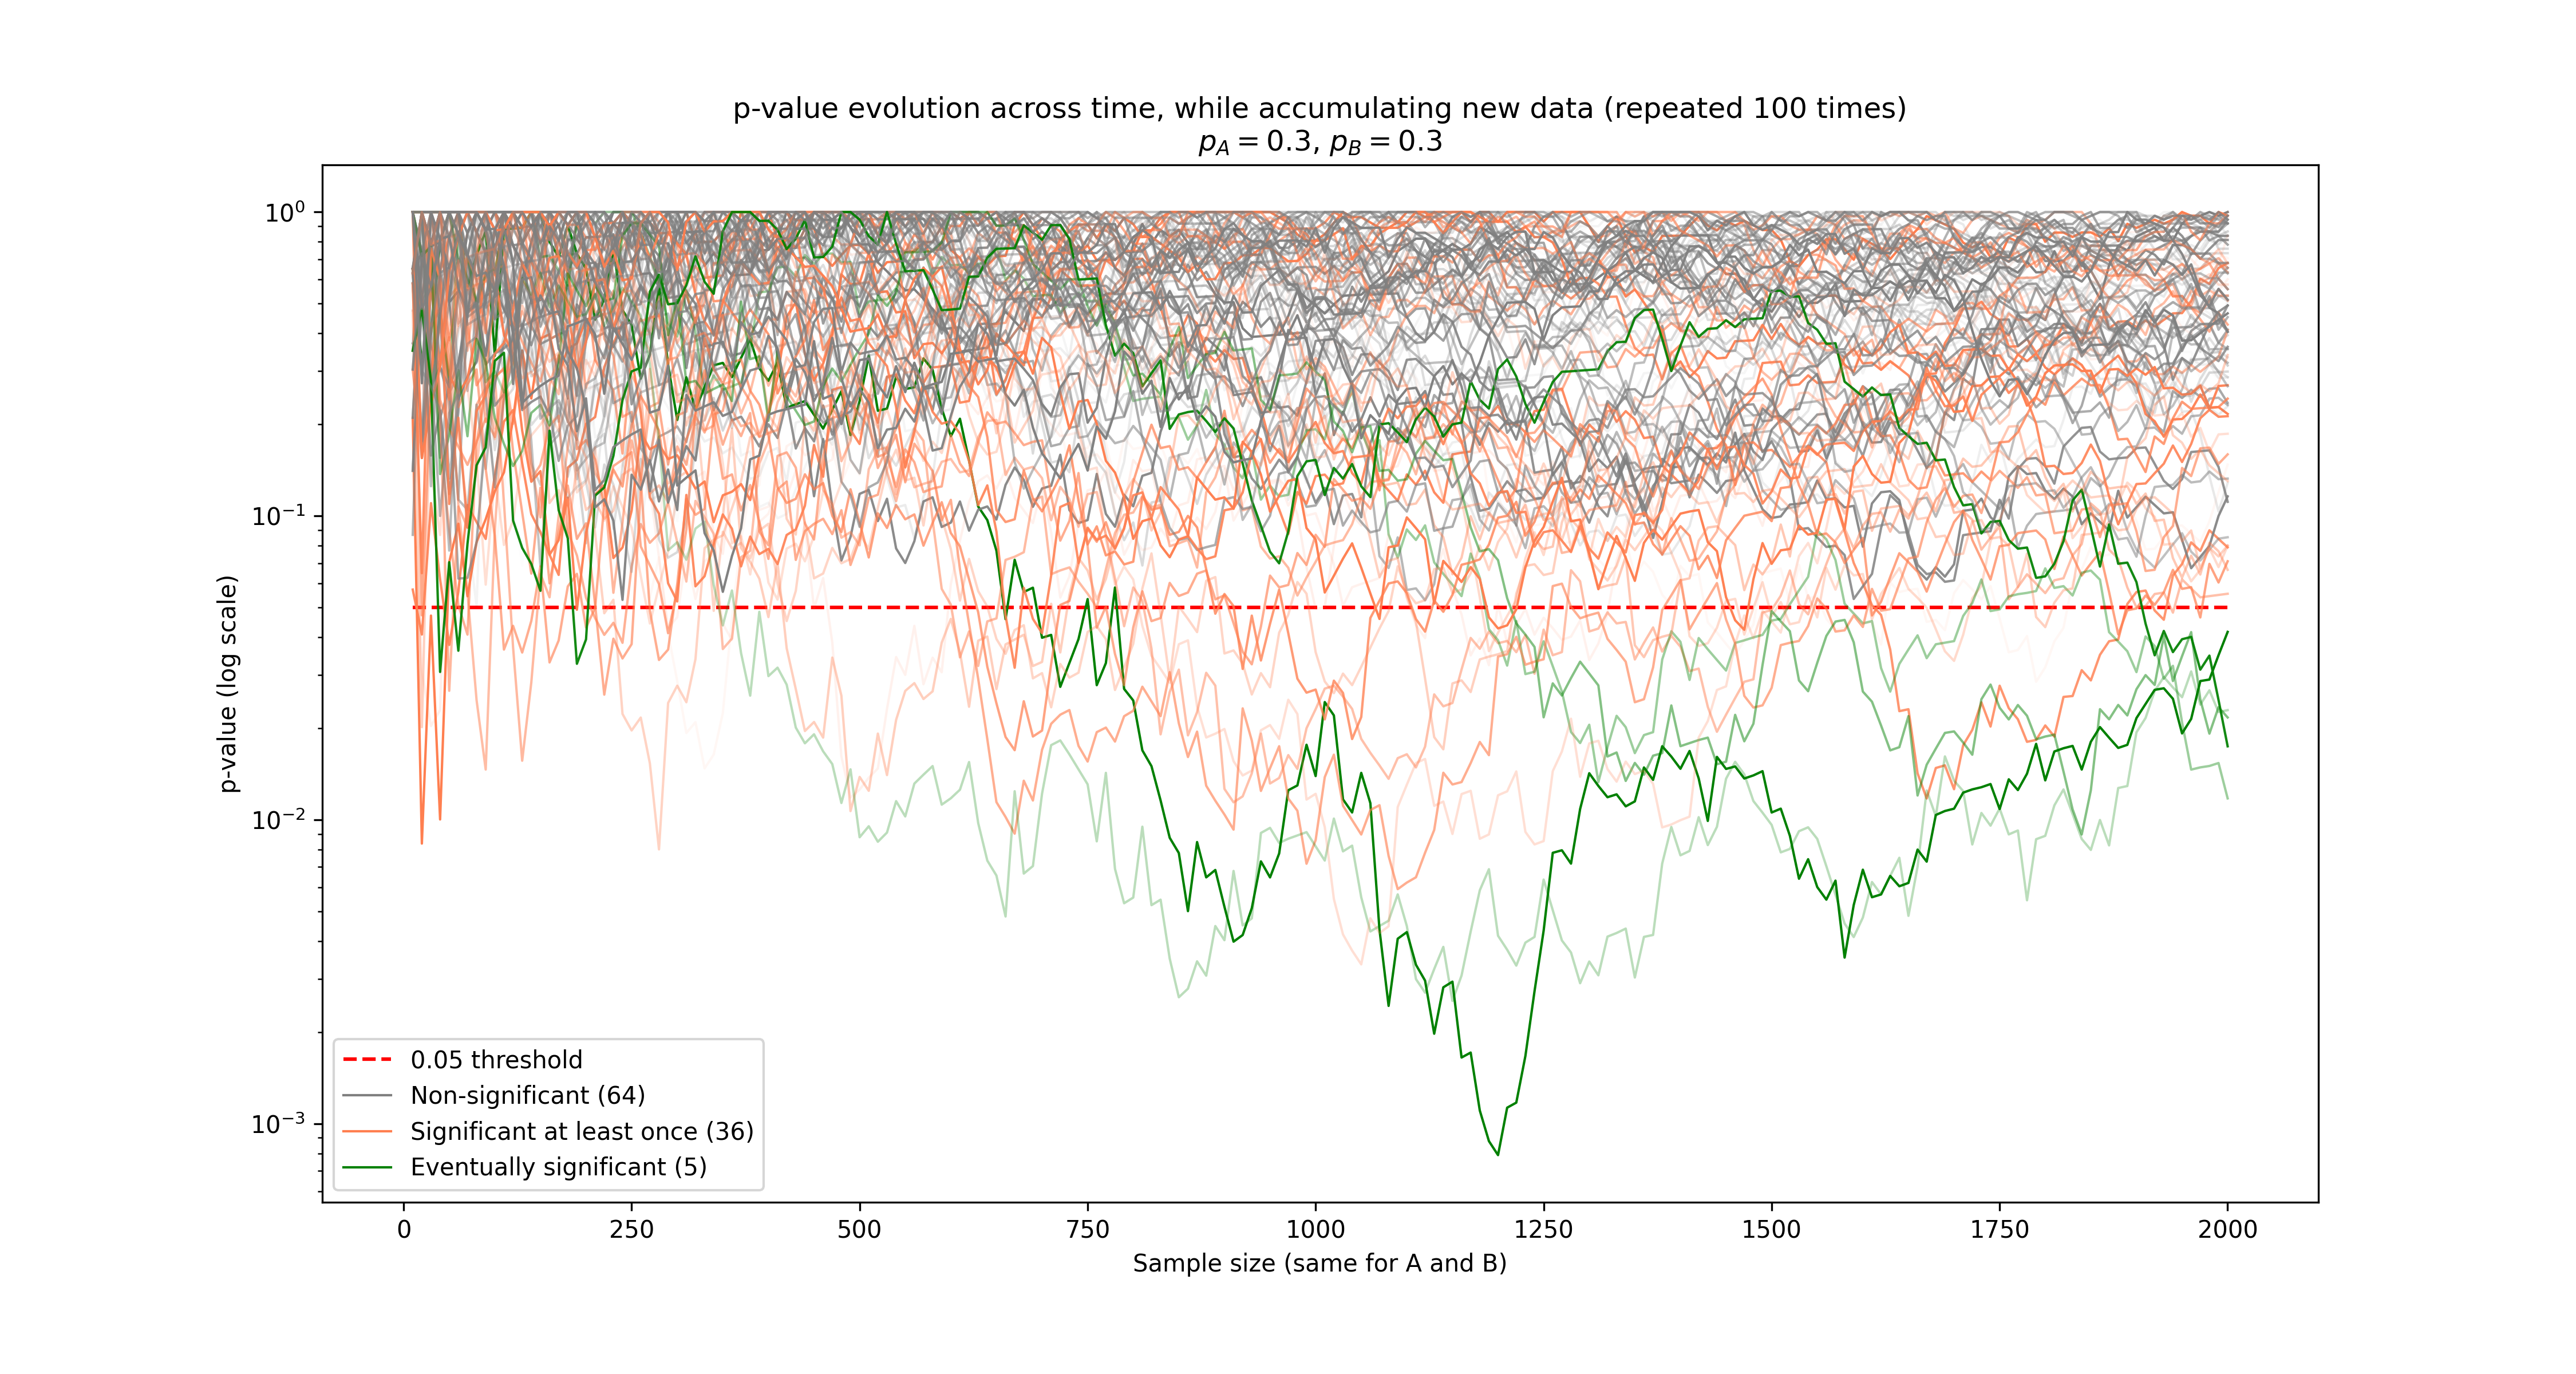 p-value evolution across time, while accumulating new data (repeated 100 times)
p_A = 0.3, p_B = 0.3
10^0
10^-1
10^-2
10^-3
p-value (log scale)
0.05 threshold
Non-significant (64)
Significant at least once (36)
Eventually significant (5)
0 250 500 750 1000 1250 1500 1750 2000
Sample size (same for A and B)